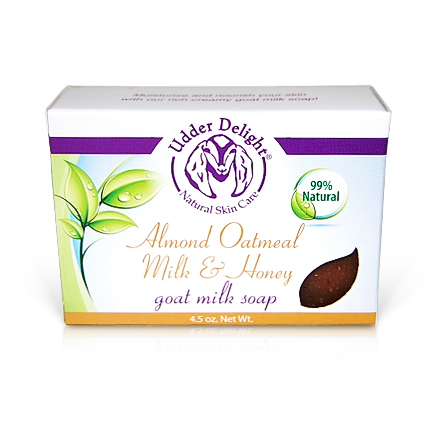 Moisturize and nourish your skin
with our rich creamy goat milk soap!
Udder Delight®
Natural Skin Care
99%
Natural
Almond Oatmeal
Milk & Honey
goat milk soap
4.5 oz. Net Wt.